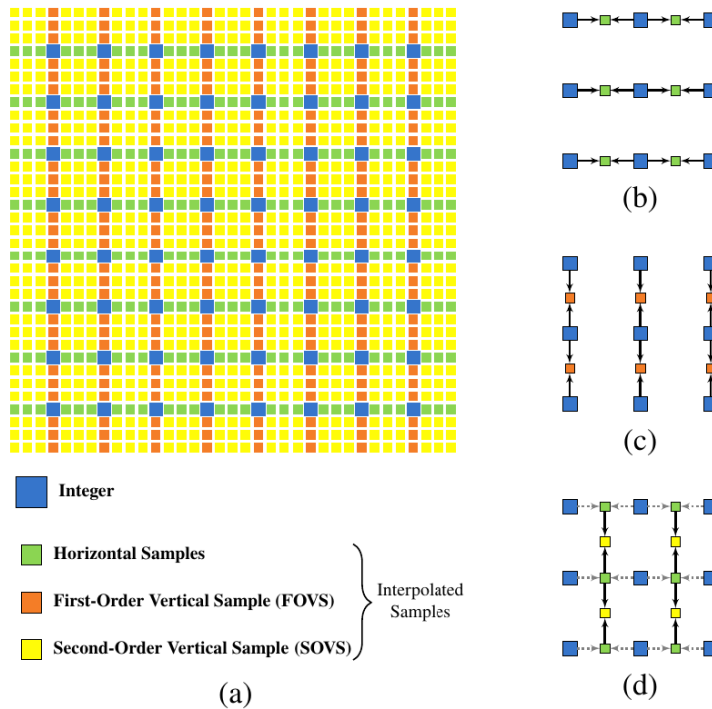 (b)
(c)
Integer
Horizontal Samples
First-Order Vertical Sample (FOVS)
Second-Order Vertical Sample (SOVS)
Interpolated
Samples
(a)
(d)